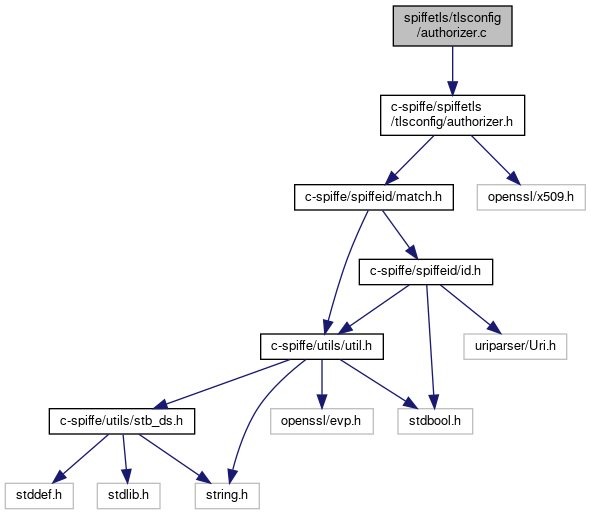 spiffetls/tlsconfig
/authorizer.c
c-spiffe/spiffetls
/tlsconfig/authorizer.h
c-spiffe/spiffeid/match.h
openssl/x509.h
c-spiffe/spiffeid/id.h
c-spiffe/utils/util.h
uriparser/Uri.h
c-spiffe/utils/stb_ds.h
openssl/evp.h
stdbool.h
stddef.h
stdlib.h
string.h